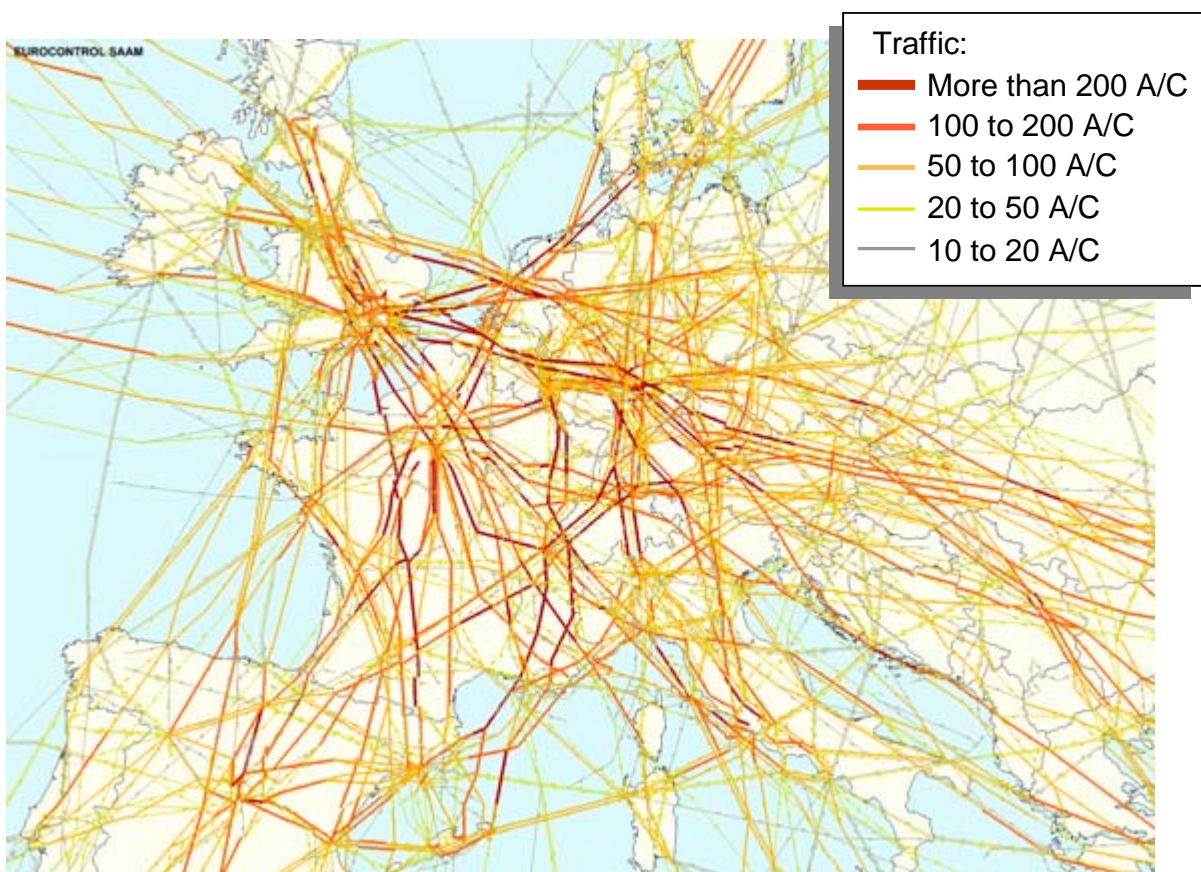 EUROCONTROL SAAM
Traffic:
More than 200 A/C
100 to 200 A/C
50 to 100 A/C
20 to 50 A/C
10 to 20 A/C